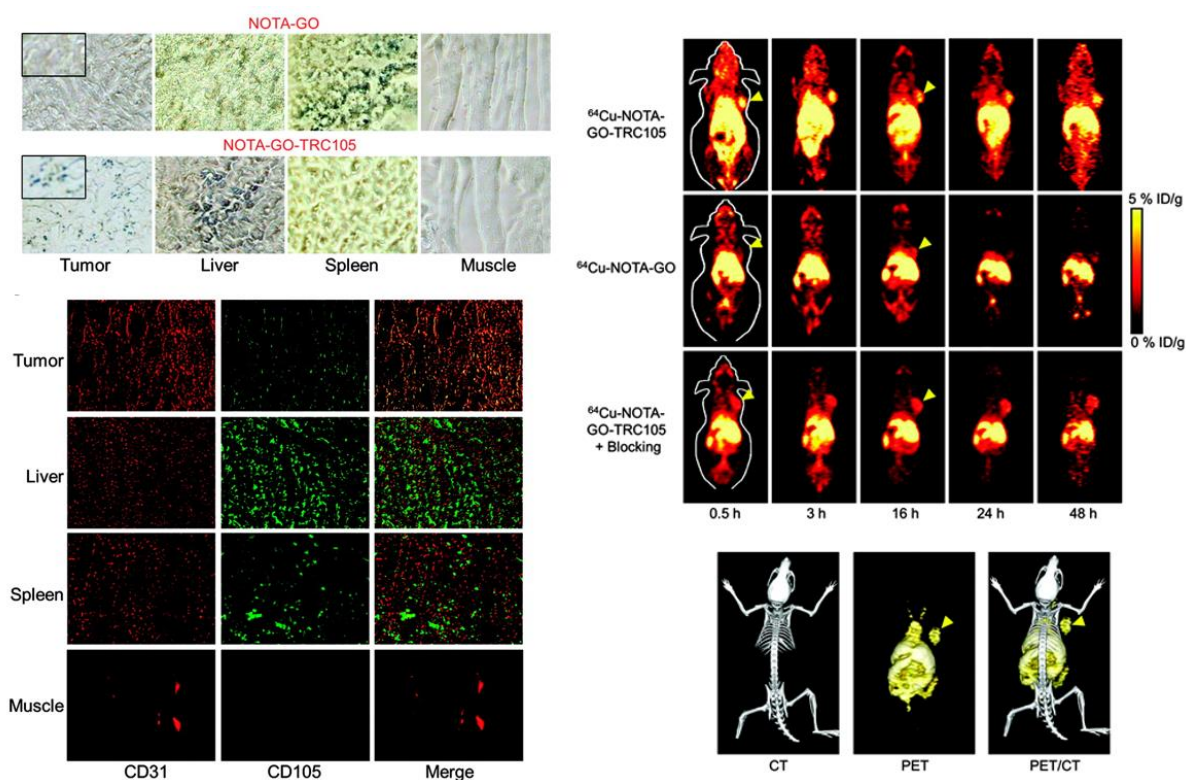 NOTA-GO
NOTA-GO-TRC105
Tumor Liver Spleen Muscle
Tumor
Liver
Spleen
Muscle
CD31 CD105 Merge
⁶⁴Cu-NOTA-
GO-TRC105
⁶⁴Cu-NOTA-GO
⁶⁴Cu-NOTA-
GO-TRC105
+ Blocking
5 % ID/g
0 % ID/g
0.5 h 3 h 16 h 24 h 48 h
CT PET PET/CT